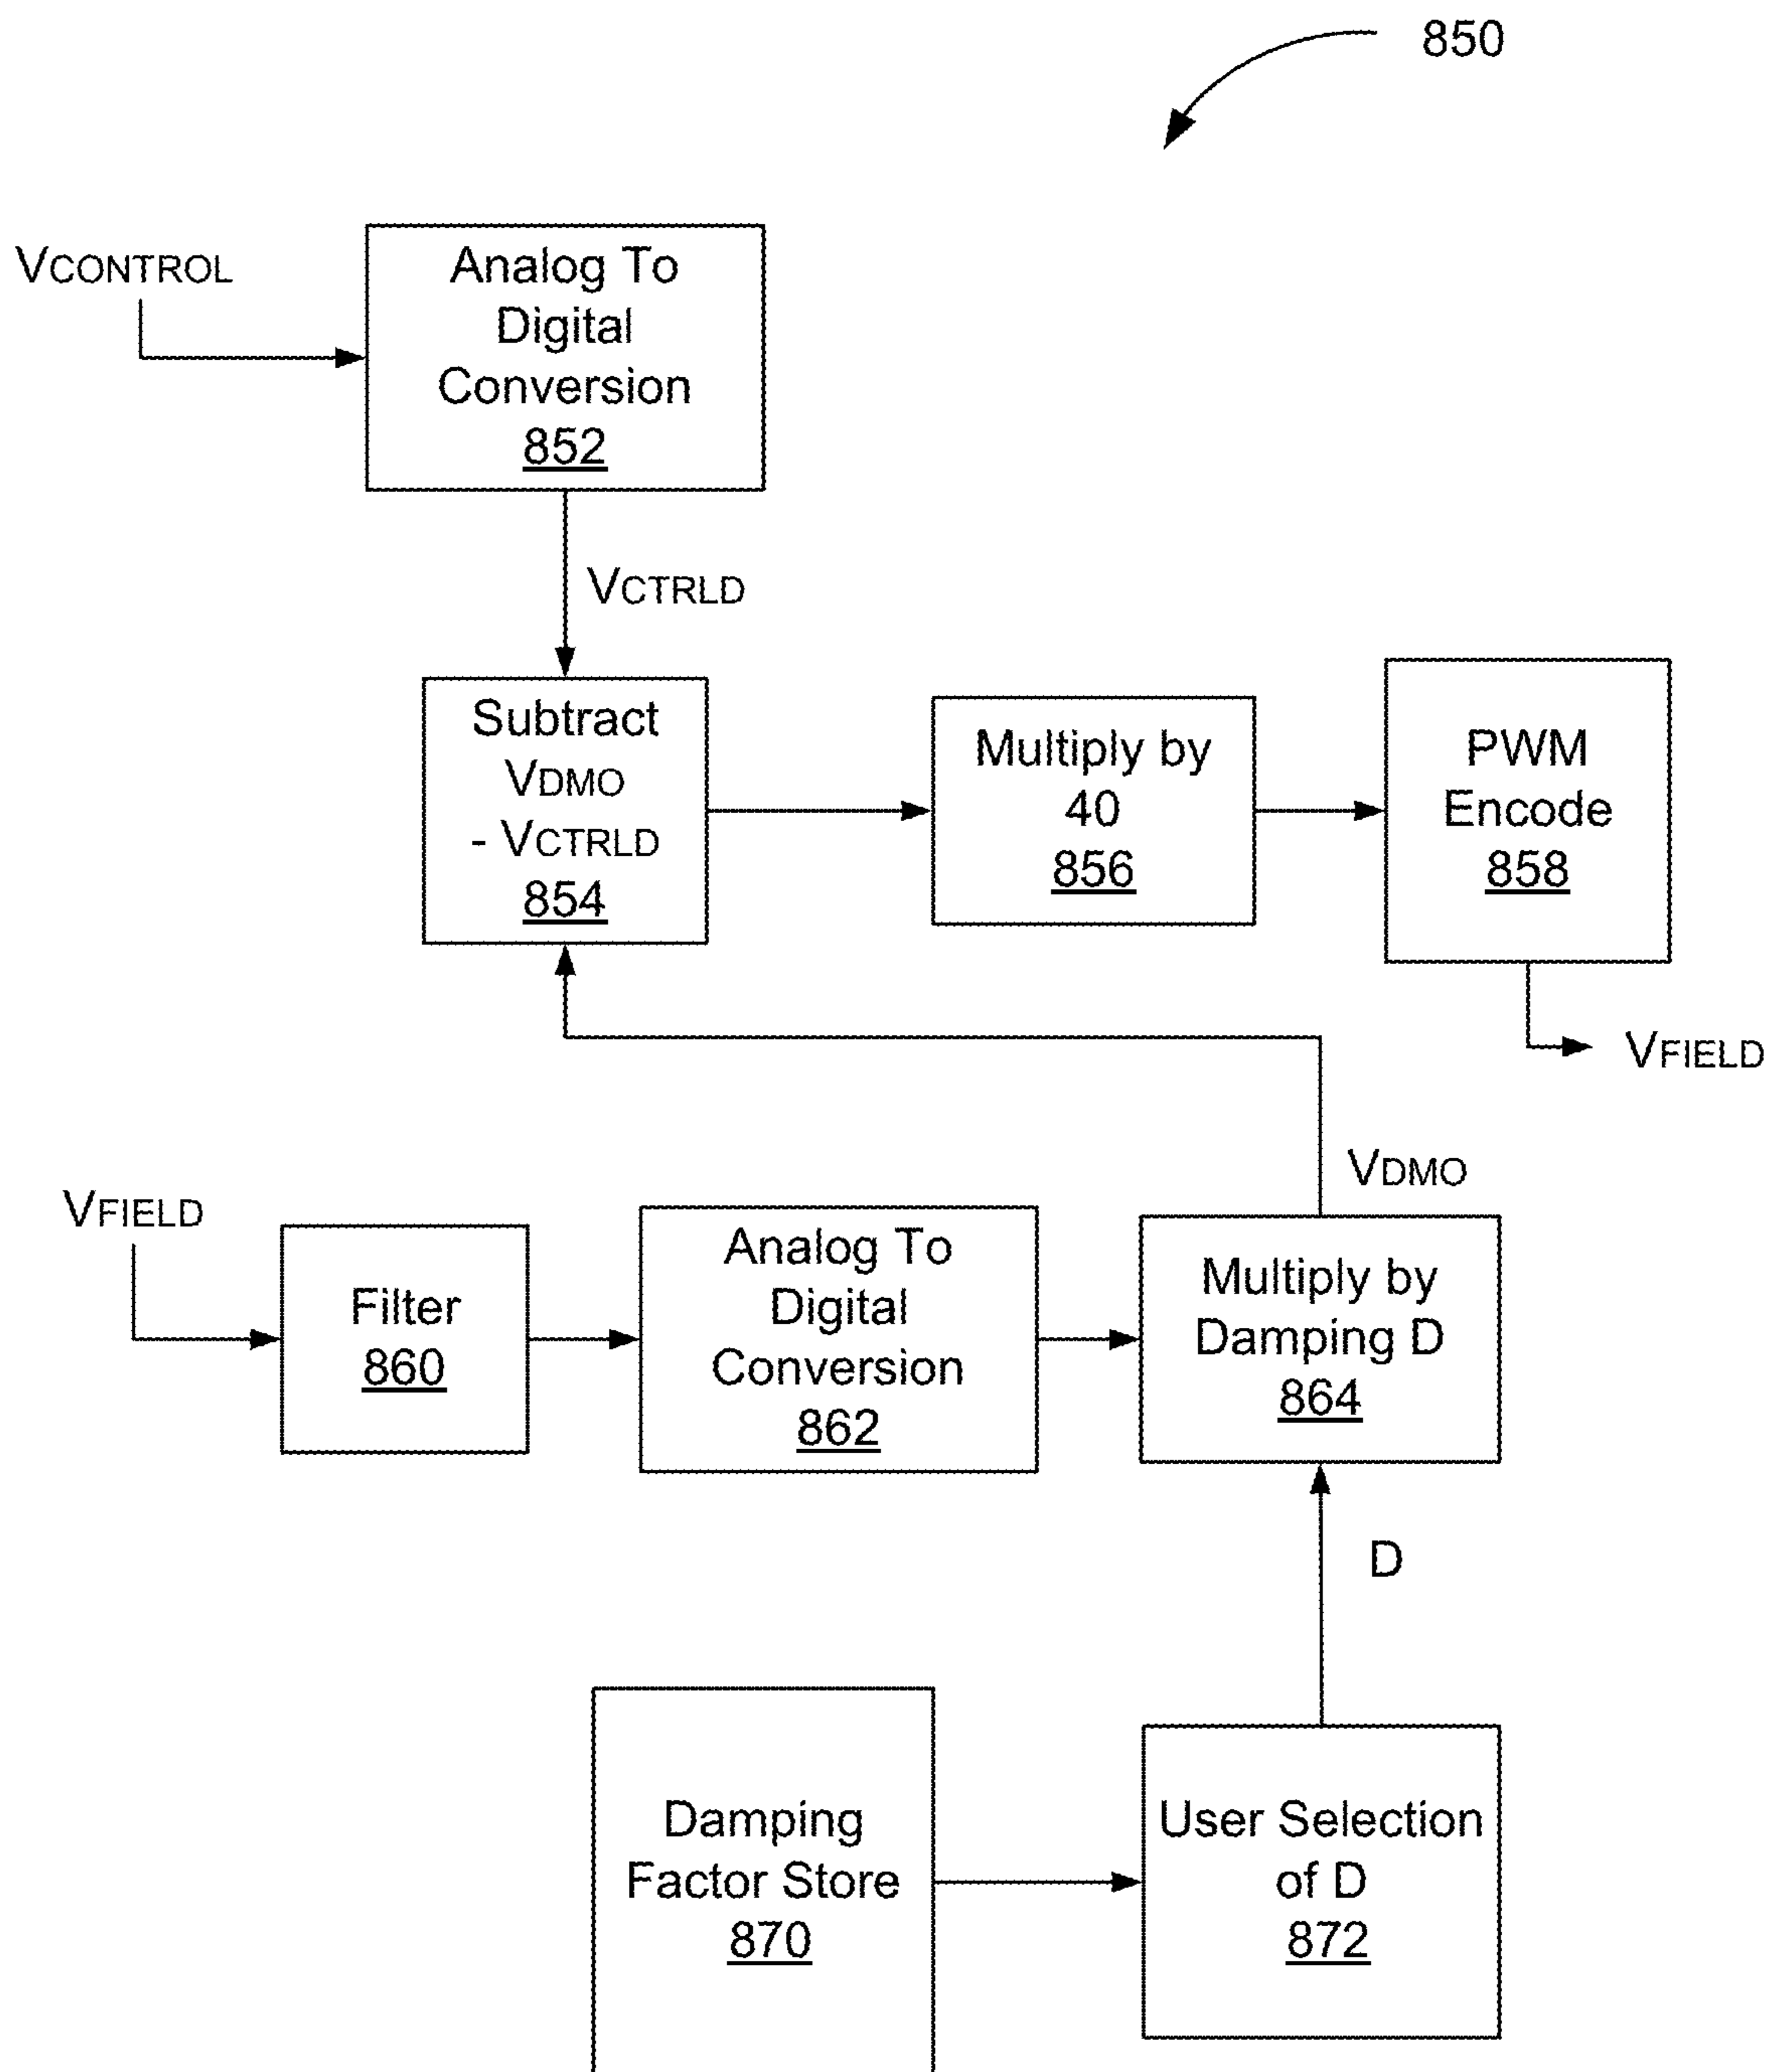 850
VCONTROL
Analog To
Digital
Conversion
852
VCTRLD
Subtract
VDMO
- VCTRLD
854
Multiply by
40
856
PWM
Encode
858
VFIELD
VFIELD
Filter
860
Analog To
Digital
Conversion
862
VDMO
Multiply by
Damping D
864
D
Damping
Factor Store
870
User Selection
of D
872